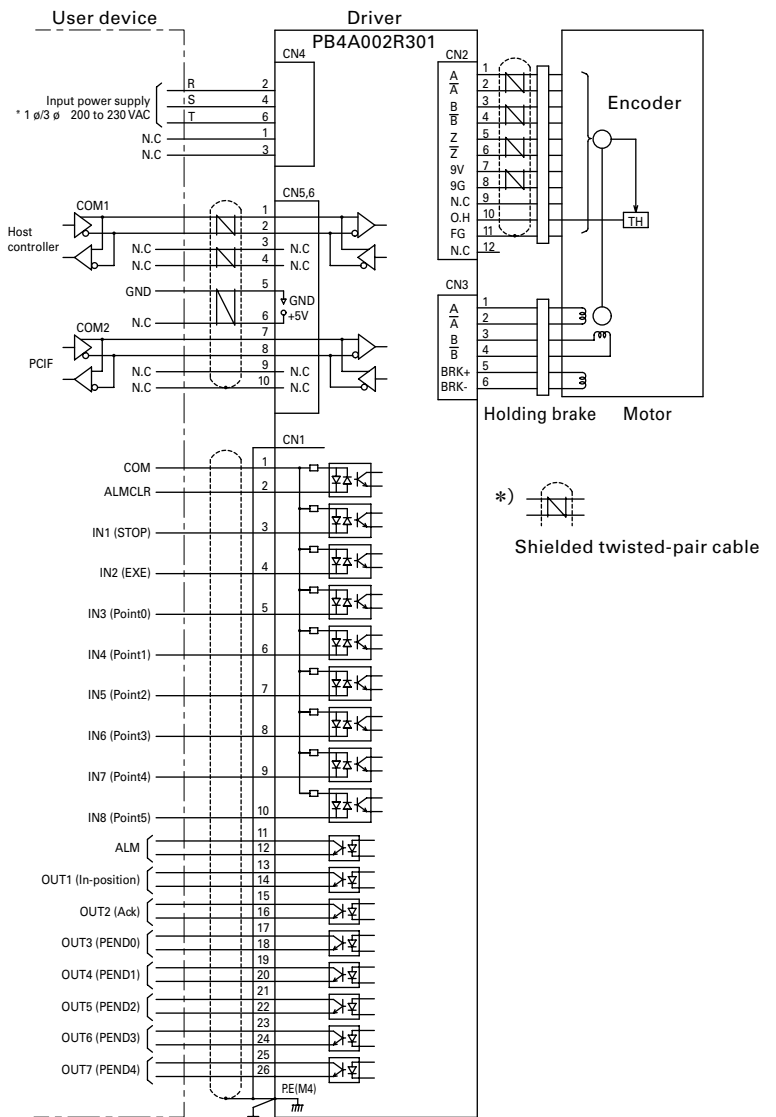 User device
Driver
PB4A002R301
CN4
R 2
S 4
T 6
Input power supply
* 1 ø/3 ø 200 to 230 VAC
N.C 1
N.C 3
CN5,6
COM1
Host
controller
1
2
N.C 3 N.C
N.C 4 N.C
GND 5
GND
+5V
N.C 6
COM2
PCIF
7
8
N.C 9 N.C
N.C 10 N.C
CN2
A 1
A̅ 2
B 3
B̅ 4
Z 5
Z̅ 6
9V 7
9G 8
N.C 9
O.H 10
FG 11
N.C 12
Encoder
TH
CN3
A 1
A̅ 2
B 3
B̅ 4
BRK+ 5
BRK- 6
Holding brake
Motor
*)
Shielded twisted-pair cable
CN1
COM 1
ALMCLR 2
IN1 (STOP) 3
IN2 (EXE) 4
IN3 (Point0) 5
IN4 (Point1) 6
IN5 (Point2) 7
IN6 (Point3) 8
IN7 (Point4) 9
IN8 (Point5) 10
ALM 11
12
OUT1 (In-position) 13
14
OUT2 (Ack) 15
16
OUT3 (PEND0) 17
18
OUT4 (PEND1) 19
20
OUT5 (PEND2) 21
22
OUT6 (PEND3) 23
24
OUT7 (PEND4) 25
26
P.E(M4)